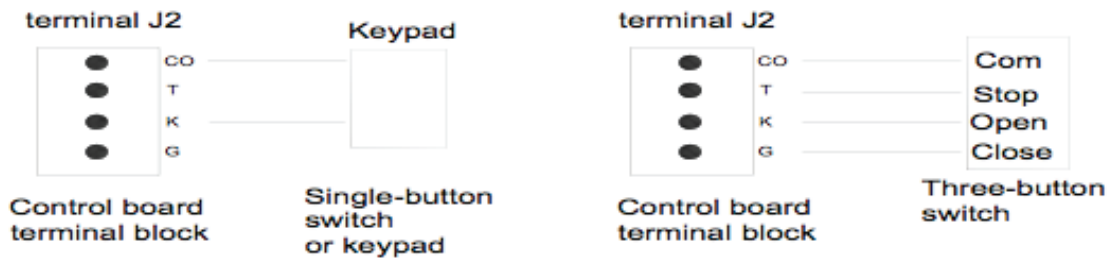 terminal J2
Keypad
CO
T
K
G
Control board
terminal block
Single-button
switch
or keypad
terminal J2
CO
T
K
G
Com
Stop
Open
Close
Control board
terminal block
Three-button
switch